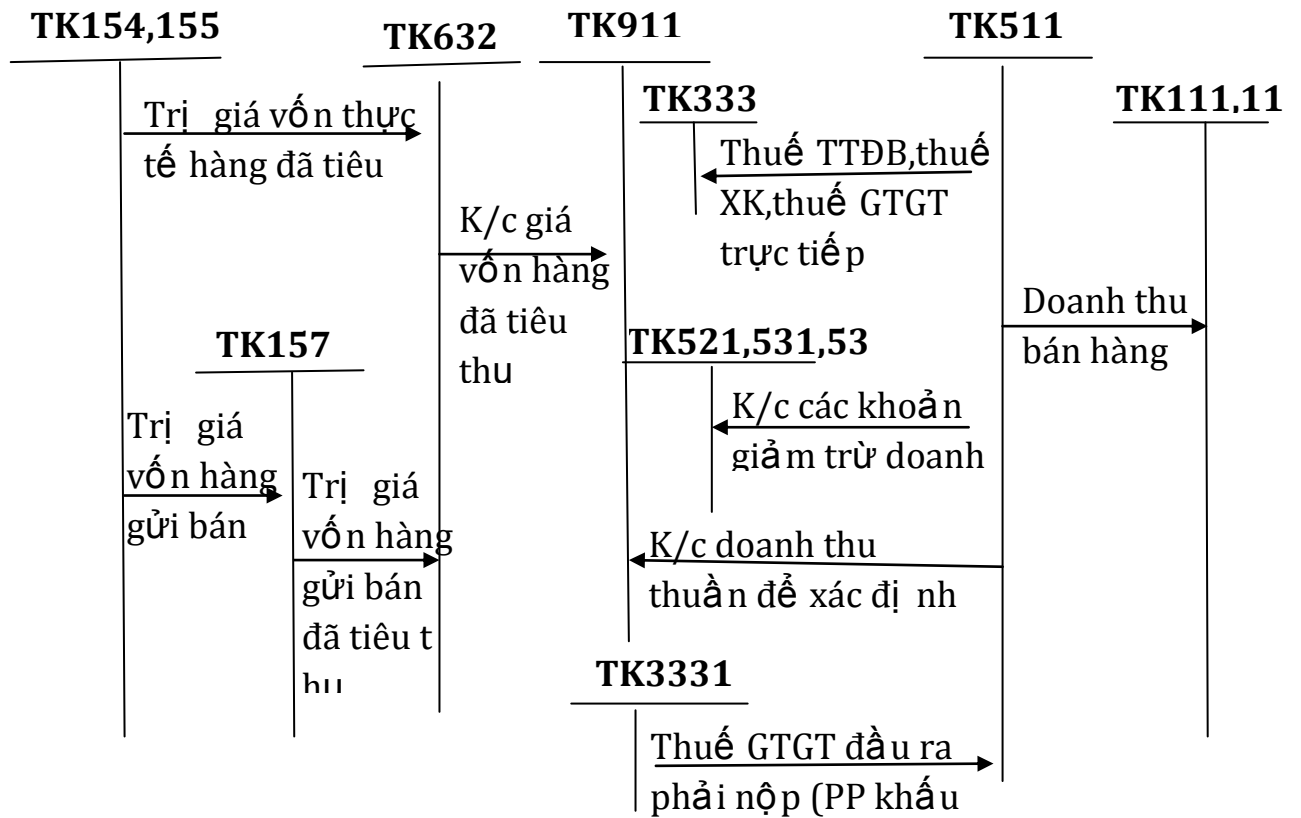 TK154,155
TK632
TK911
TK511
TK333
TK111,11
Trị giá vốn thực
tế hàng đã tiêu
Thuế TTĐB,thuế
XK,thuế GTGT
trực tiếp
K/c giá
vốn hàng
đã tiêu
thu
Doanh thu
bán hàng
TK157
TK521,531,53
K/c các khoản
giảm trừ doanh
Trị giá
vốn hàng
gửi bán
Trị giá
vốn hàng
gửi bán
đã tiêu t
hu
K/c doanh thu
thuần để xác định
TK3331
Thuế GTGT đầu ra
phải nộp (PP khấu